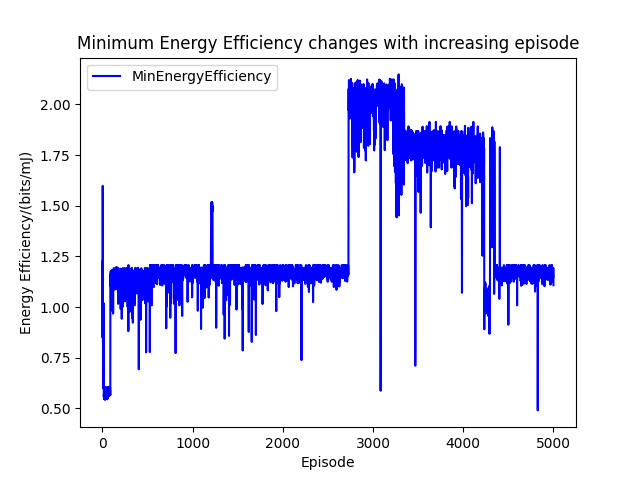 Minimum Energy Efficiency changes with increasing episode
MinEnergyEfficiency
Energy Efficiency/(bits/mJ)
2.00
1.75
1.50
1.25
1.00
0.75
0.50
0 1000 2000 3000 4000 5000
Episode